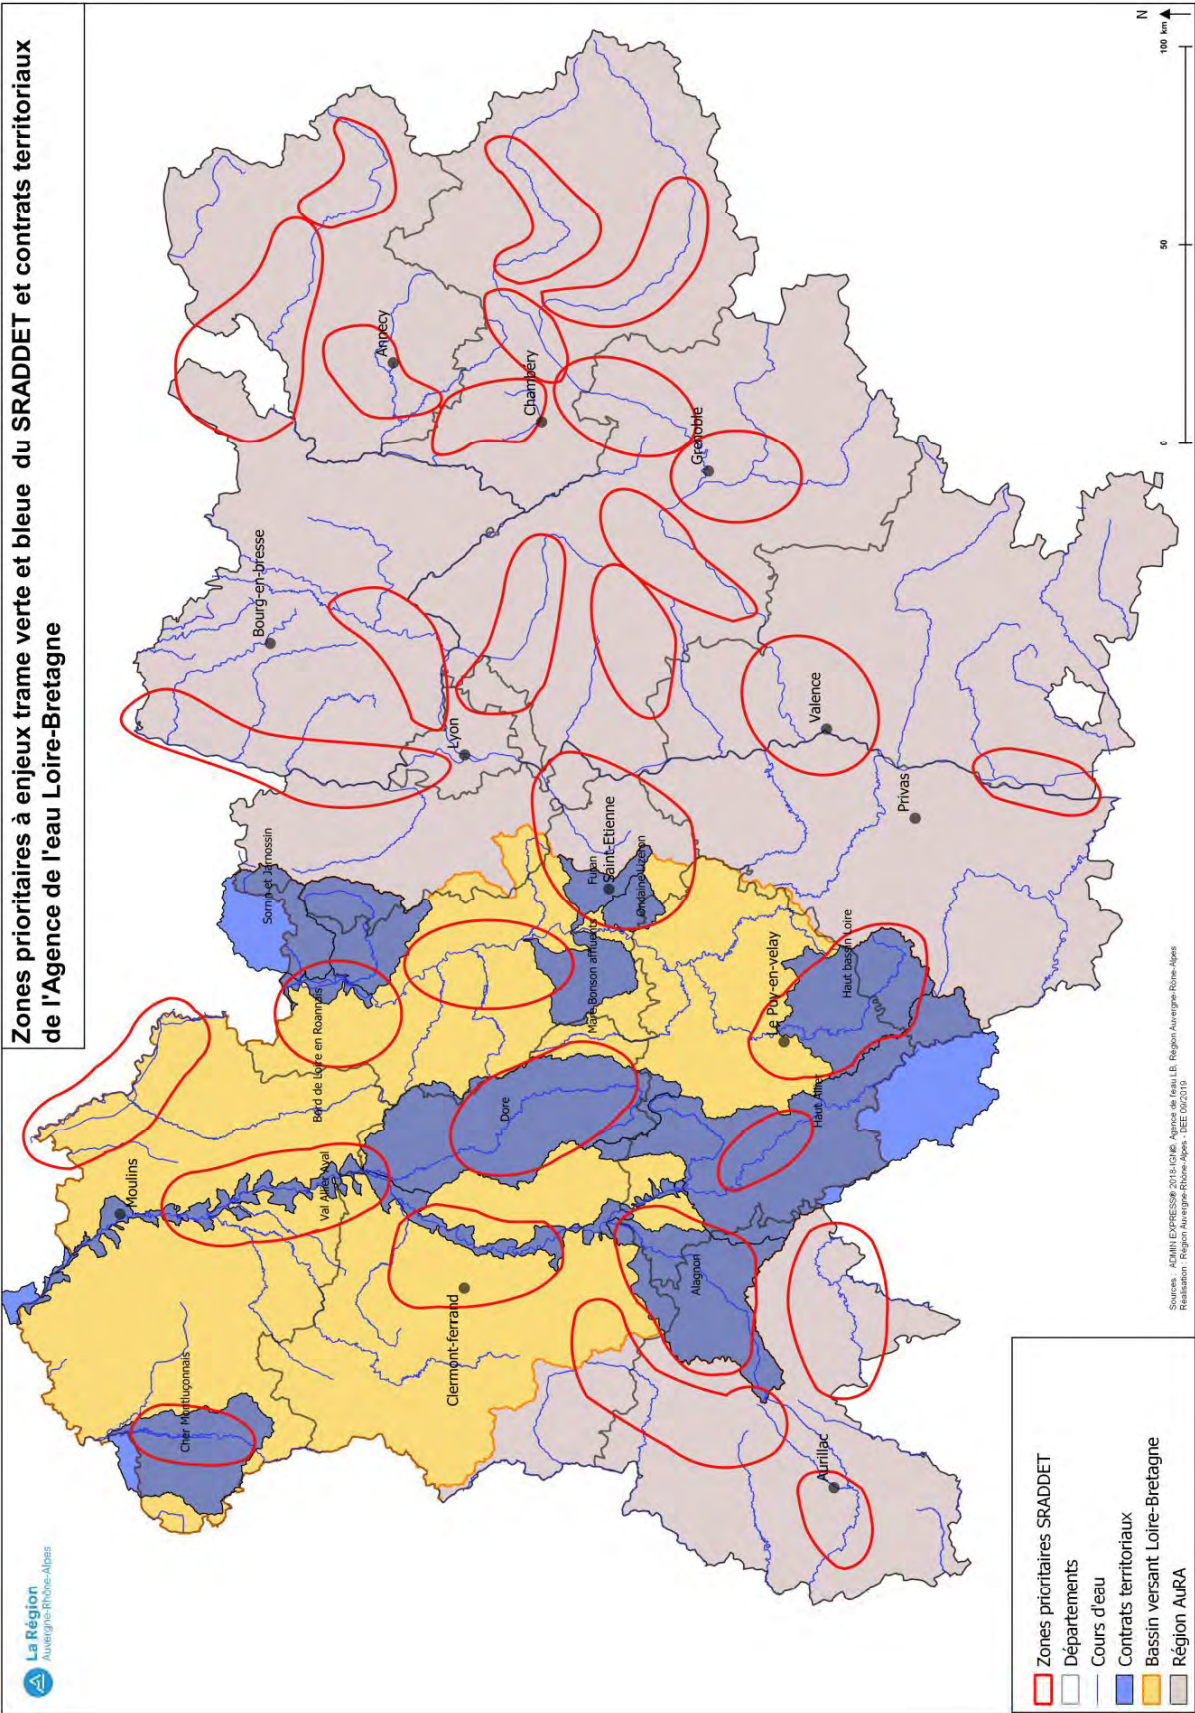 Zones prioritaires à enjeux trame verte et bleue du SRADDET et contrats territoriaux
de l'Agence de l'eau Loire-Bretagne
La Région
Auvergne-Rhône-Alpes
Moulins
Cher Montluçonnais
Val Allier Aval
Bord de Loire en Roannais
Sornin et Jarnossin
Bourg-en-bresse
Annecy
Clermont-ferrand
Dore
Lyon
Chambéry
Mare Bonson affluents
Furan
Saint-Etienne
Ondaine Lizeron
Alagnon
Grenoble
Le Puy-en-velay
Haut Allier
Haut bassin Loire
Valence
Aurillac
Privas
Zones prioritaires SRADDET
Départements
Cours d'eau
Contrats territoriaux
Bassin versant Loire-Bretagne
Région AuRA
Sources : ADMIN EXPRESS® 2018-IGN©, Agence de l'eau LB, Région Auvergne-Rône-Alpes
Réalisation : Région Auvergne-Rhône-Alpes - DEE 09/2019
0
50
100 km
N